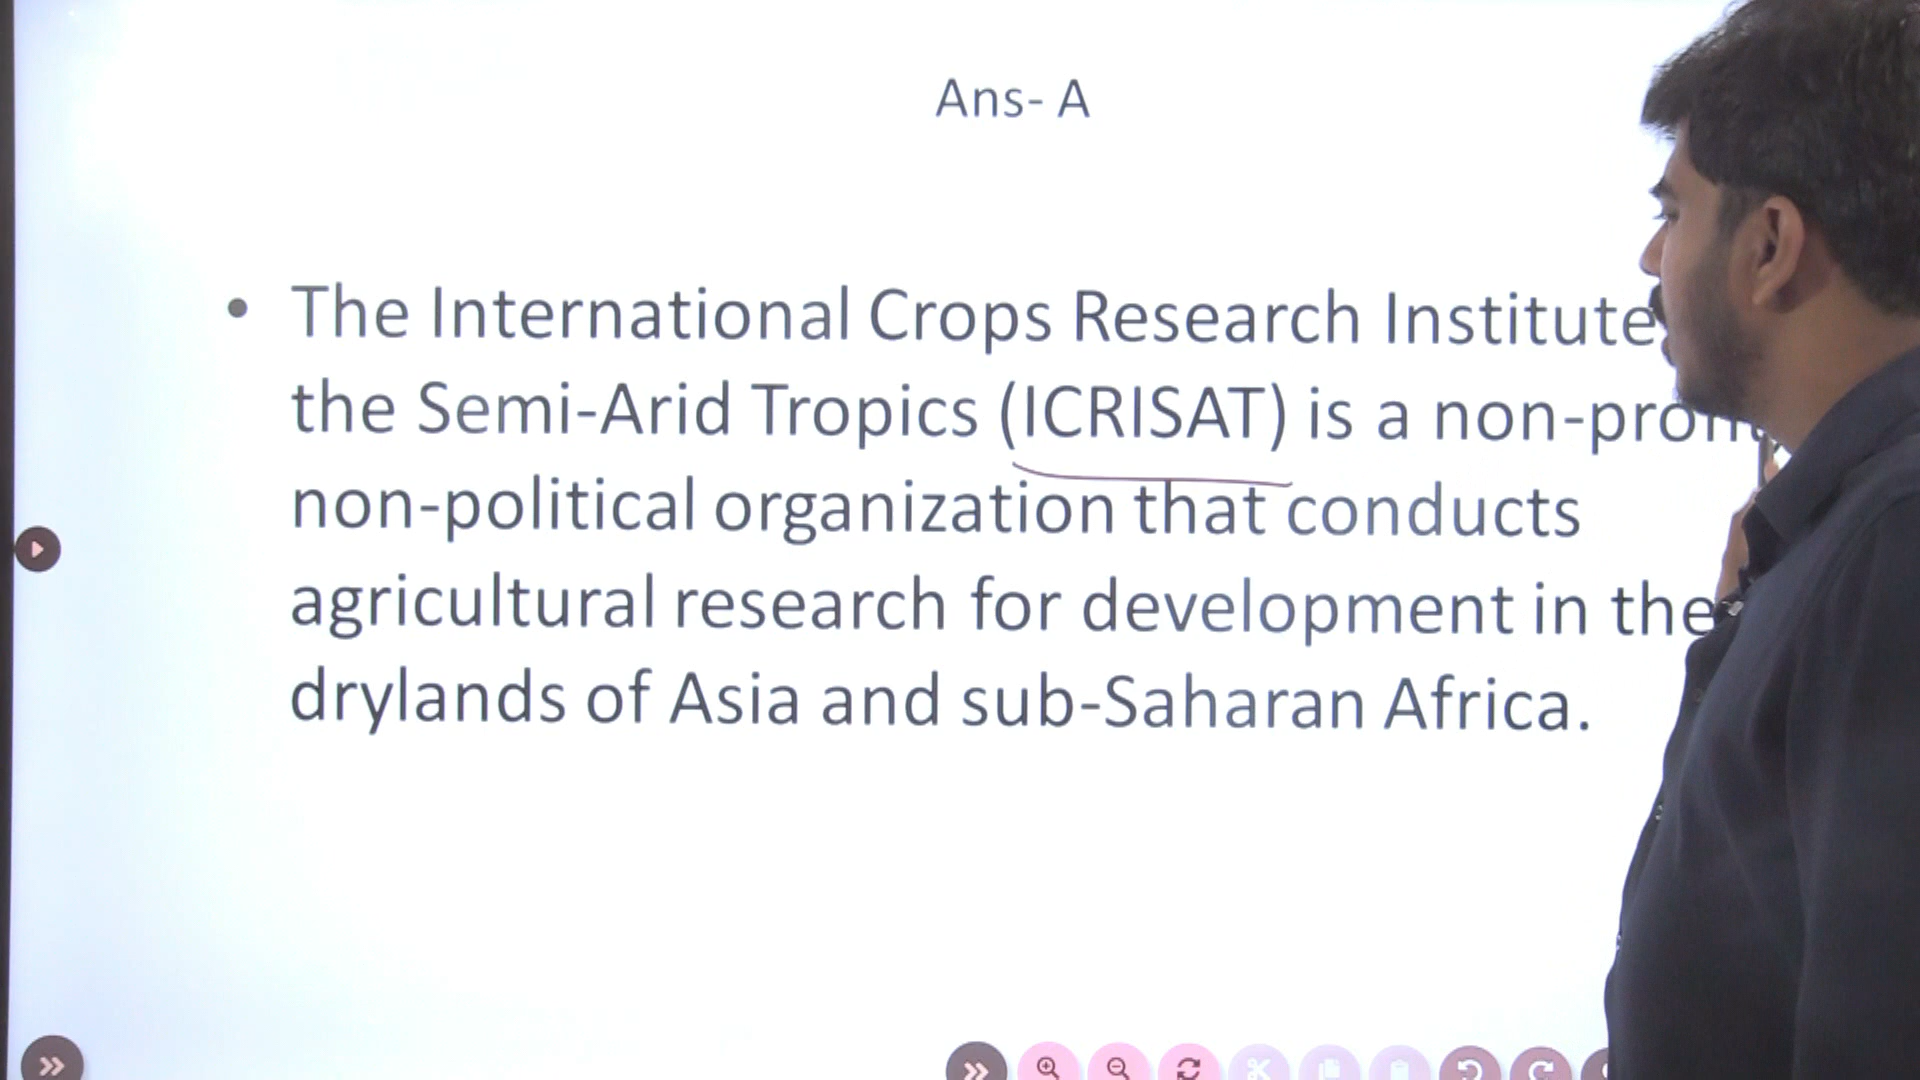 Ans- A
• The International Crops Research Institute
the Semi-Arid Tropics (ICRISAT) is a
non-political organization that conducts
agricultural research for development in the
drylands of Asia and sub-Saharan Africa.